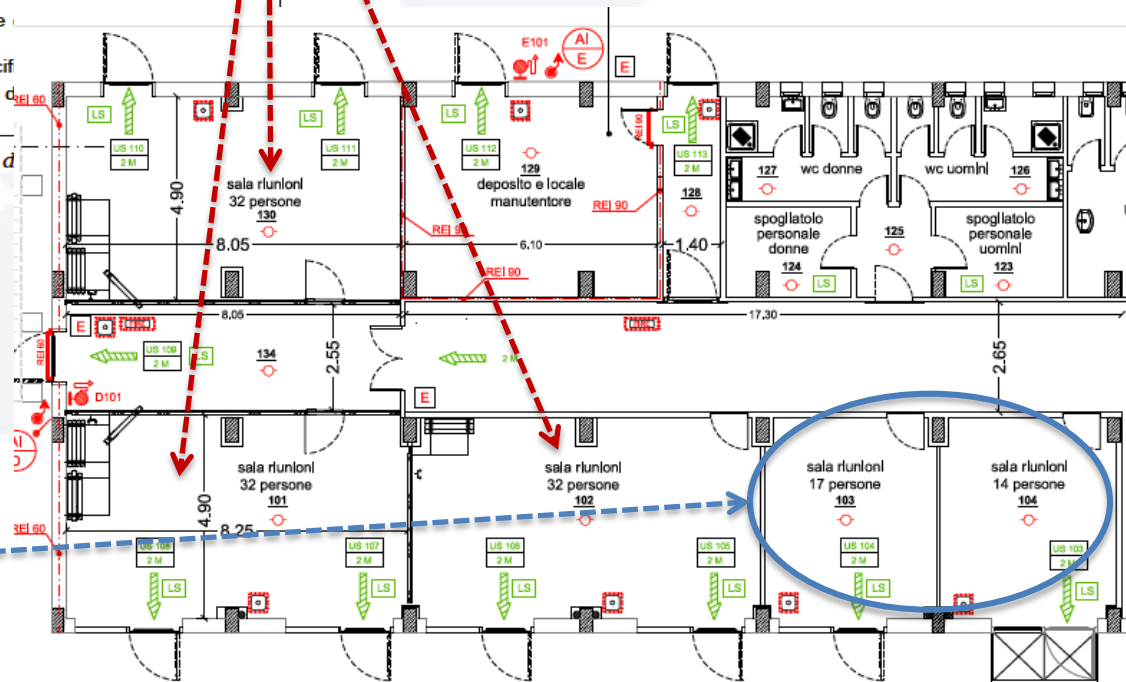 e
cif
d
REI 60
d
E101
AI
E
E
LS
US 110
2 M
LS
US 111
2 M
LS
US 112
2 M
REI 90
LS
US 113
2 M
4.90
sala riunioni
32 persone
130
8.05
129
deposito e locale
manutentore
REI 90
REI 9
6.10
REI 90
128
1.40
127
wc donne
wc uomini
126
spogliatoio
personale
donne
124
LS
125
spogliatoio
personale
uomini
123
LS
8.05
17.30
E
REI 60
US 109
2 M
LS
134
2.55
2 M
2.65
D101
E
4.90
sala riunioni
32 persone
101
8.25
sala riunioni
32 persone
102
sala riunioni
17 persone
103
sala riunioni
14 persone
104
REI 60
US 108
2 M
LS
US 107
2 M
LS
US 106
2 M
LS
US 105
2 M
LS
US 104
2 M
LS
US 103
2 M
LS